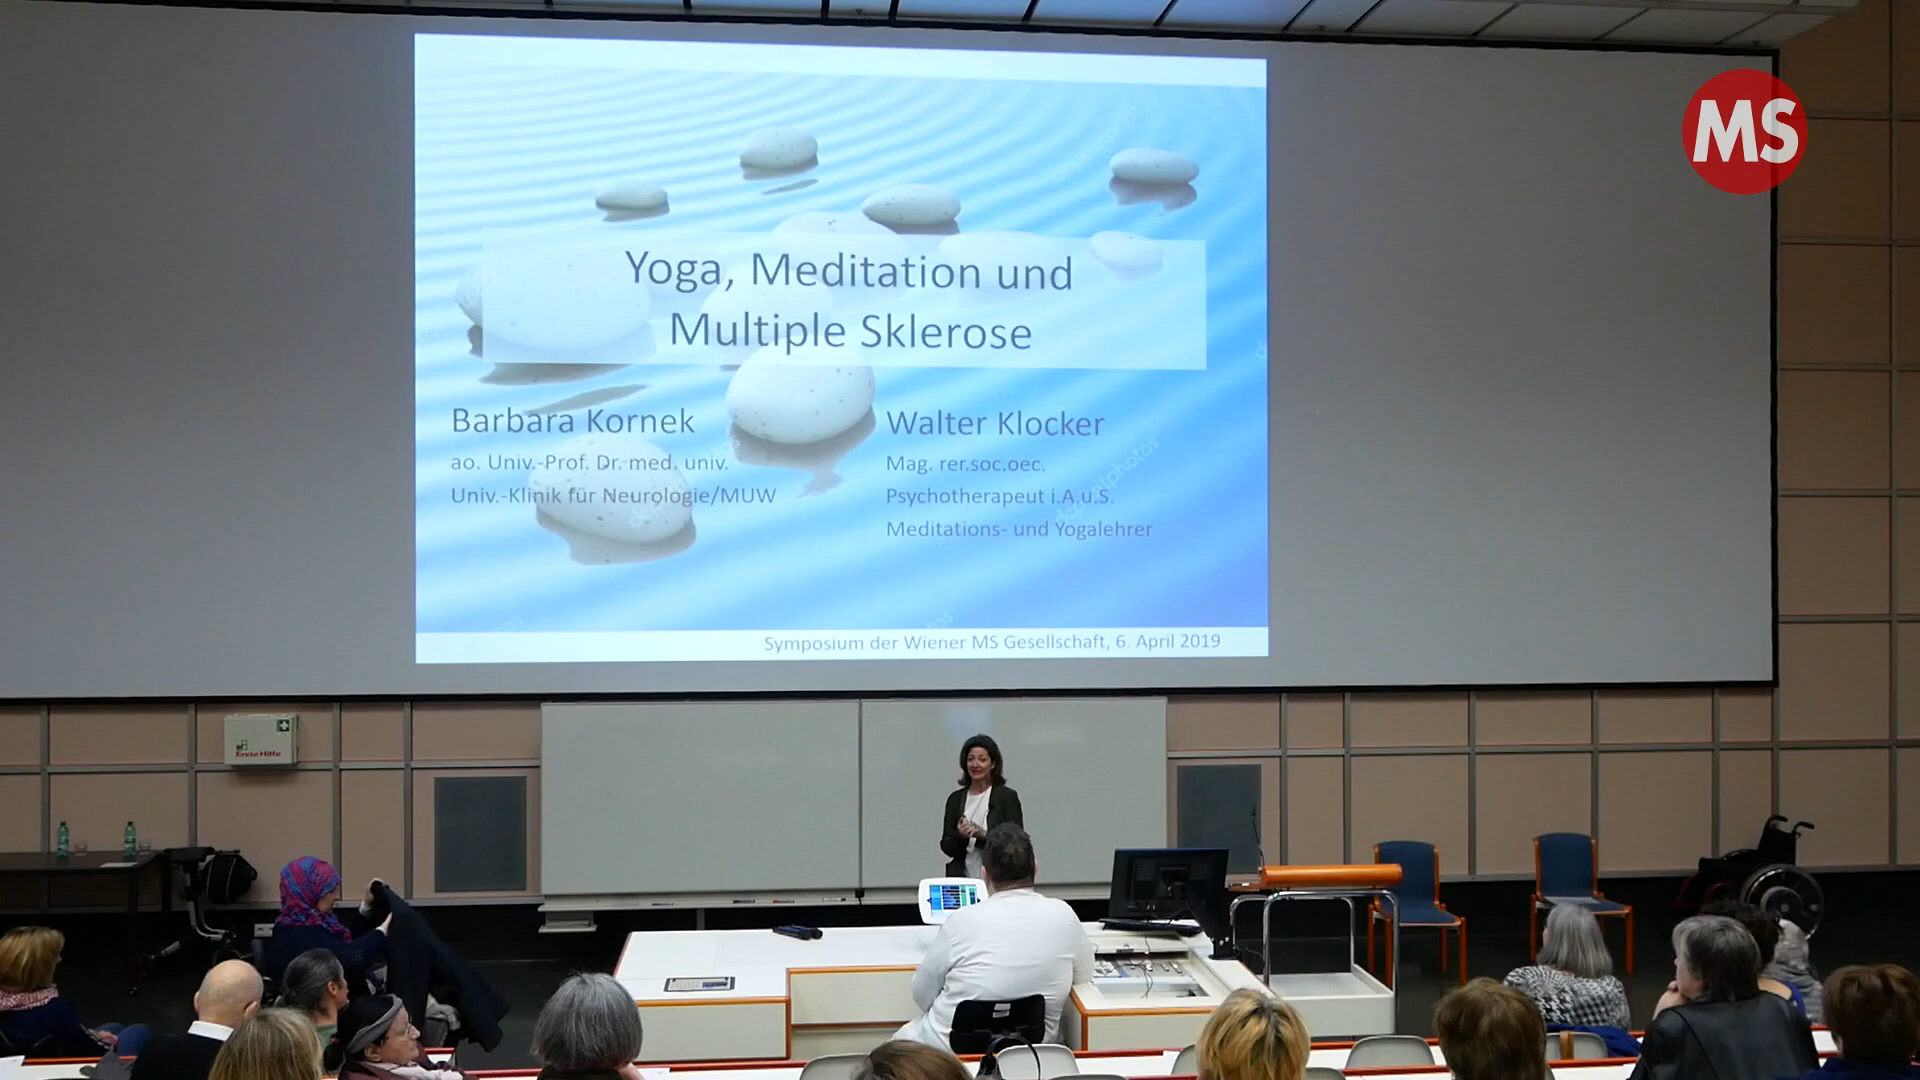 MS
Yoga, Meditation und
Multiple Sklerose
Barbara Kornek
ao. Univ.-Prof. Dr. med. univ.
Univ.-Klinik für Neurologie/MUW
Walter Klocker
Mag. rer.soc.oec.
Psychotherapeut i.A.u.S.
Meditations- und Yogalehrer
depositphotos
Symposium der Wiener MS Gesellschaft, 6. April 2019
Erste Hilfe